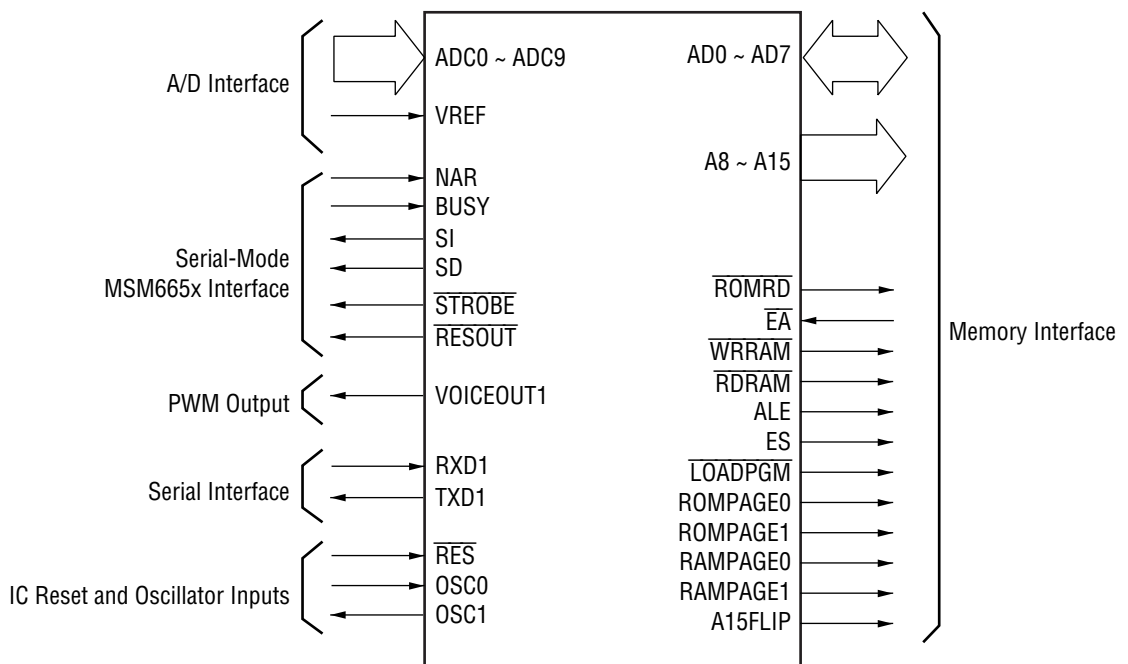 A/D Interface
ADC0 ~ ADC9
VREF
Serial-Mode
MSM665x Interface
NAR
BUSY
SI
SD
STROBE
RESOUT
PWM Output
VOICEOUT1
Serial Interface
RXD1
TXD1
IC Reset and Oscillator Inputs
RES
OSC0
OSC1
AD0 ~ AD7
A8 ~ A15
ROMRD
EA
WRRAM
RDRAM
ALE
ES
LOADPGM
ROMPAGE0
ROMPAGE1
RAMPAGE0
RAMPAGE1
A15FLIP
Memory Interface